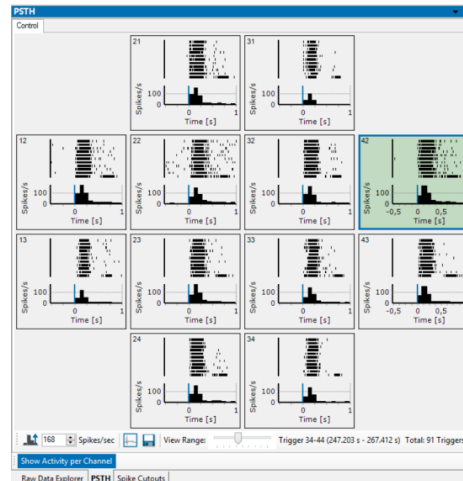 PSTH
Control
21
31
Spikes/s
100
0
0
1
Time [s]
Spikes/s
100
0
0
1
Time [s]
12
22
32
42
Spikes/s
100
0
0
1
Time [s]
Spikes/s
100
0
0
1
Time [s]
Spikes/s
100
0
0
1
Time [s]
Spikes/s
100
0
-0,5
0
0,5
Time [s]
13
23
33
43
Spikes/s
100
0
0
1
Time [s]
Spikes/s
100
0
0
1
Time [s]
Spikes/s
100
0
0
1
Time [s]
Spikes/s
100
0
-0,5
0
0,5
Time [s]
24
34
Spikes/s
100
0
0
1
Time [s]
Spikes/s
100
0
0
1
Time [s]
168 Spikes/sec View Range: Trigger 34-44 (247.203 s - 267.412 s) Total: 91 Triggers
Show Activity per Channel
Raw Data Explorer PSTH Spike Cutouts